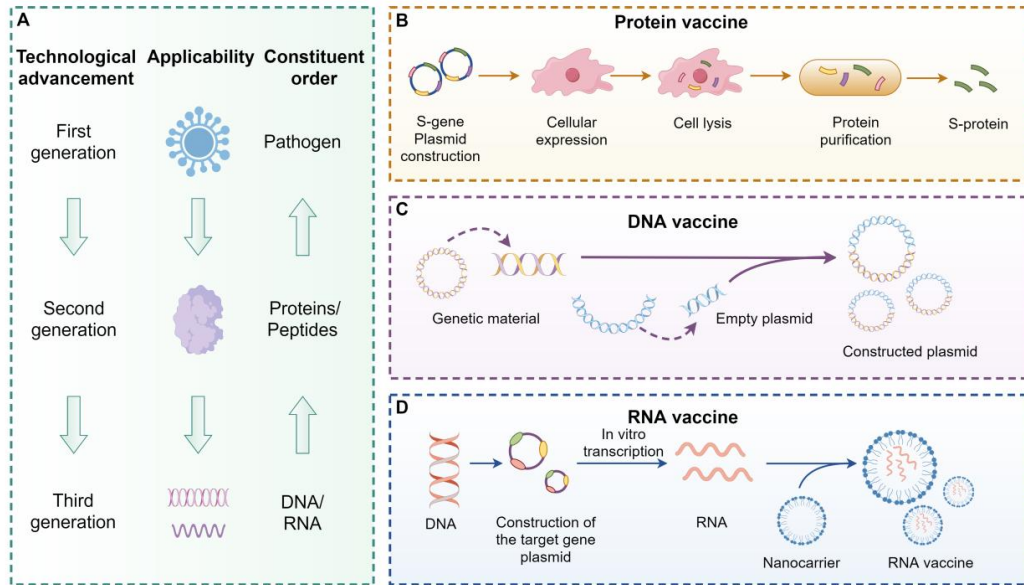 A
Technological
advancement
Applicability
Constituent
order
First
generation
Pathogen
Second
generation
Proteins/
Peptides
Third
generation
DNA/
RNA
B
Protein vaccine
S-gene
Plasmid
construction
Cellular
expression
Cell lysis
Protein
purification
S-protein
C
DNA vaccine
Genetic material
Empty plasmid
Constructed plasmid
D
RNA vaccine
In vitro
transcription
DNA
Construction of
the target gene
plasmid
RNA
Nanocarrier
RNA vaccine